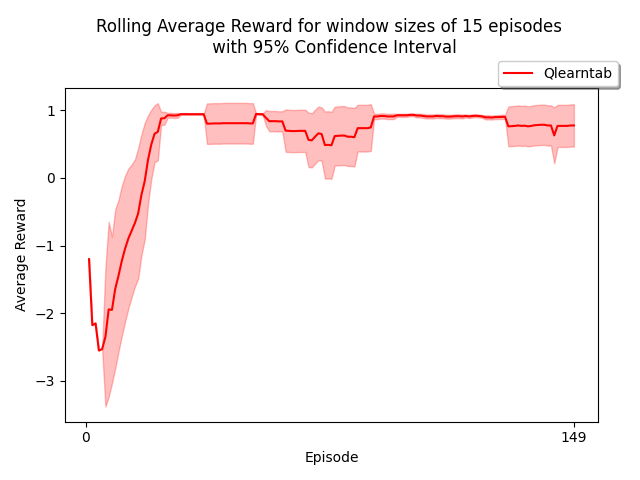 Rolling Average Reward for window sizes of 15 episodes
with 95% Confidence Interval
Qlearntab
1
0
−1
−2
−3
Average Reward
0
149
Episode